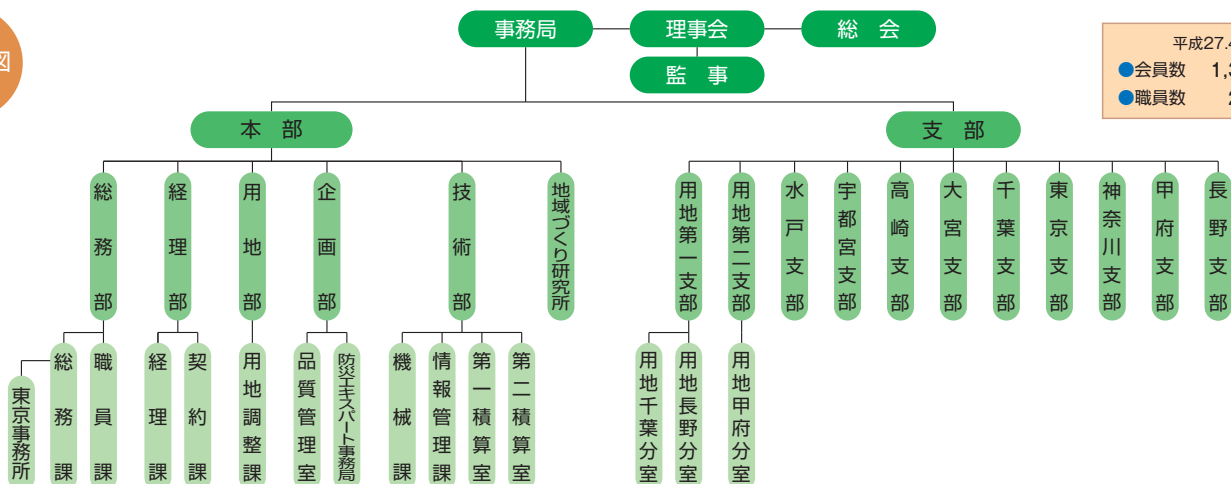 図
事務局
理事会
総 会
監 事
平成27.4
●会員数 1,3
●職員数 2
本 部
支 部
総務部
経理部
用地部
企画部
技術部
地域づくり研究所
用地第一支部
用地第二支部
水戸支部
宇都宮支部
高崎支部
大宮支部
千葉支部
東京支部
神奈川支部
甲府支部
長野支部
東京事務所
総務課
職員課
経理課
契約課
用地調整課
品質管理室
防災エキスパート事務局
機械課
情報管理課
第一積算室
第二積算室
用地千葉分室
用地長野分室
用地甲府分室